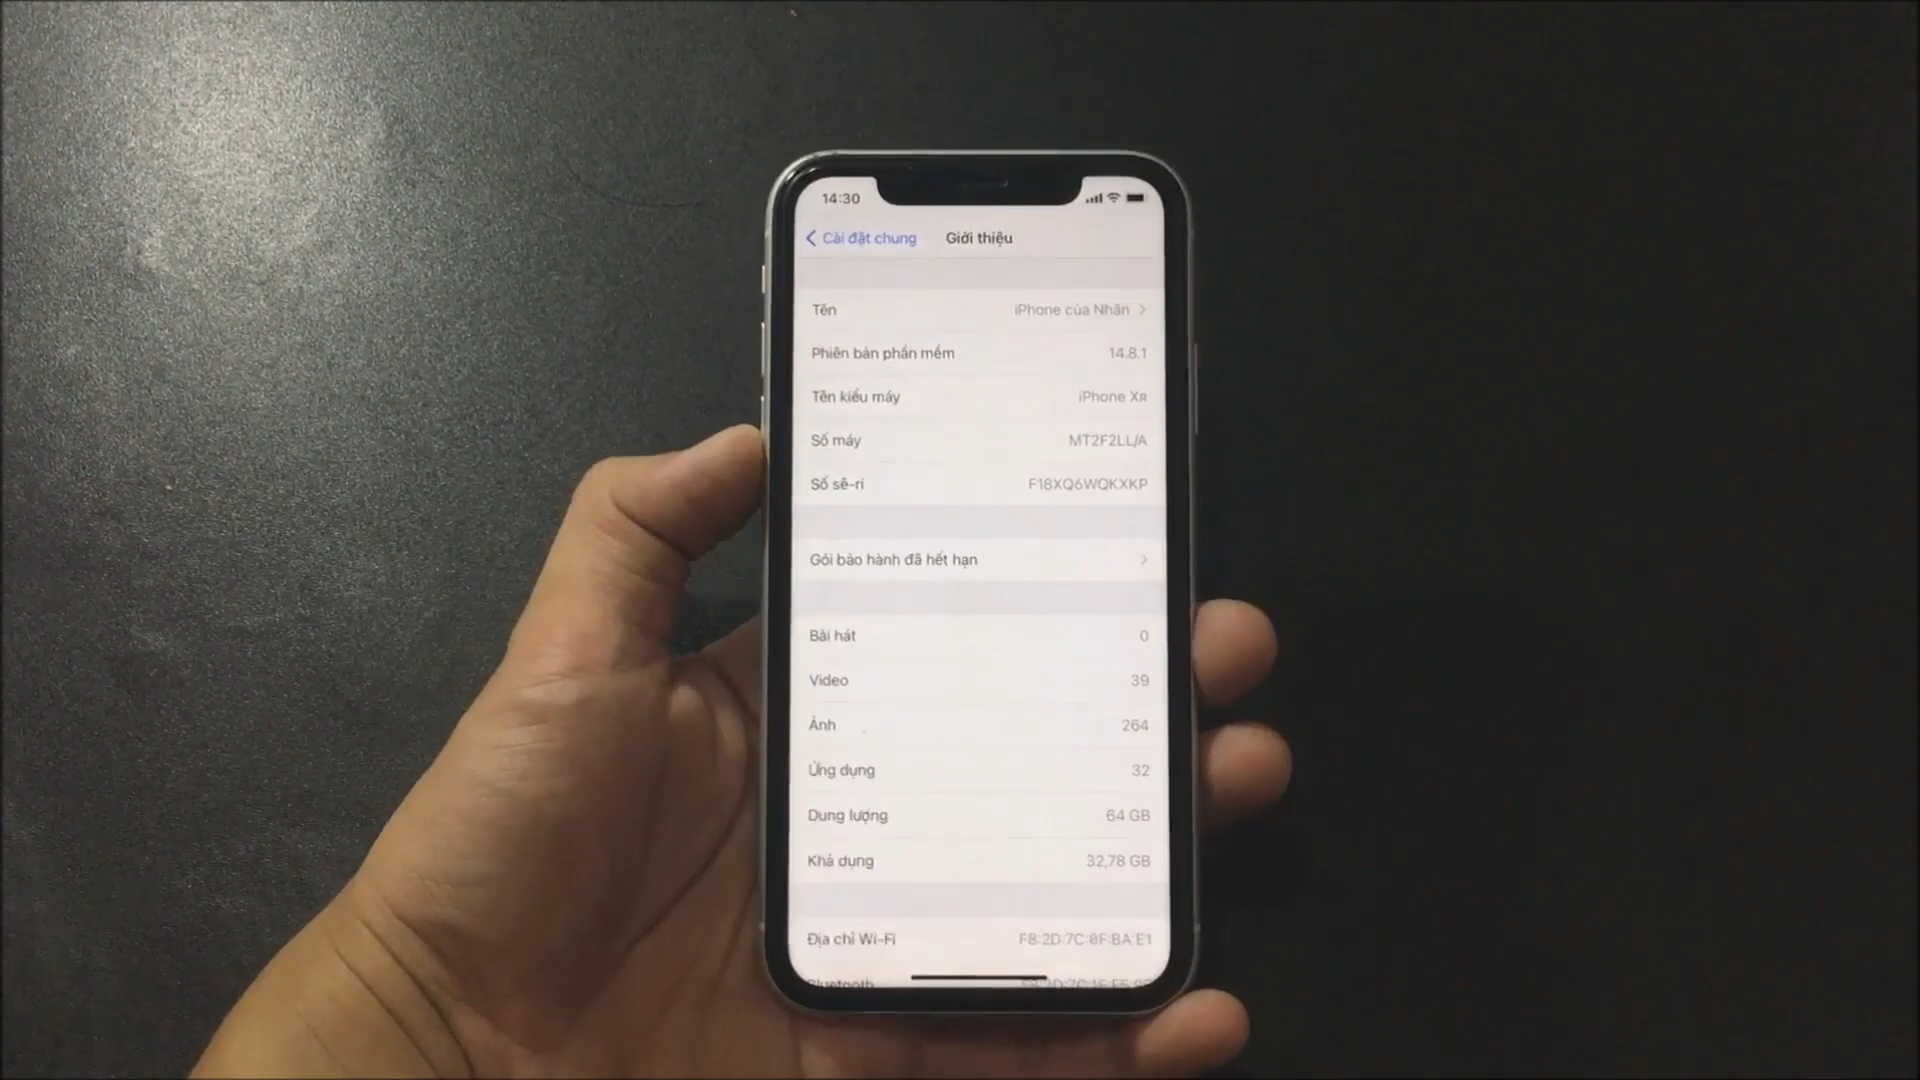 14:30
Cài đặt chung Giới thiệu
Tên iPhone của Nhân
Phiên bản phần mềm 14.8.1
Tên kiểu máy iPhone XR
Số máy MT2F2LL/A
Số sê-ri F18XQ6WQKXKP
Gói bảo hành đã hết hạn
Bài hát 0
Video 39
Ảnh 264
Ứng dụng 32
Dung lượng 64 GB
Khả dụng 32,78 GB
Địa chỉ Wi-Fi F8:2D:7C:0F:BA:E1
Bluetooth